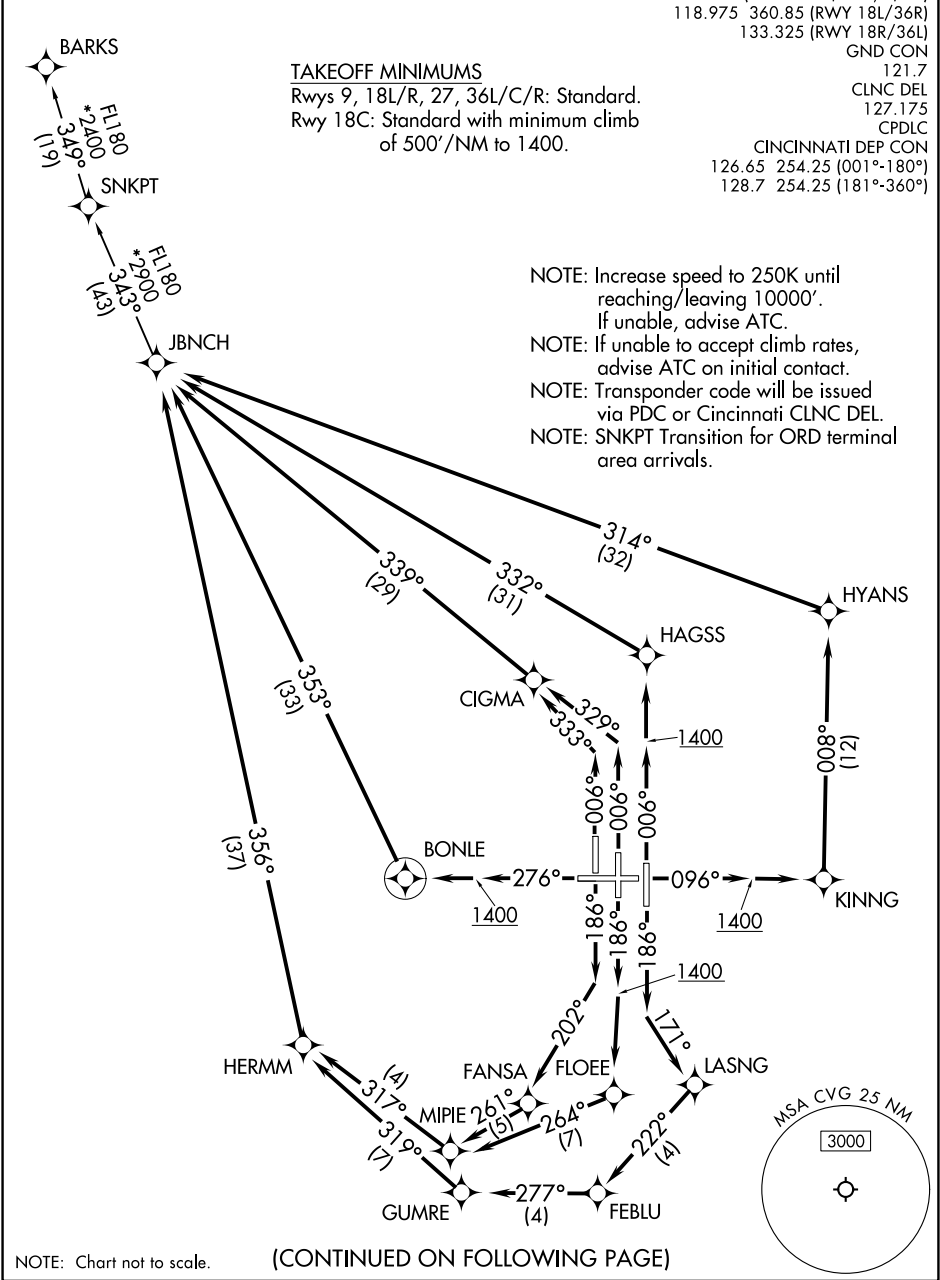 118.975 360.85 (RWY 18L/36R)
133.325 (RWY 18R/36L)
GND CON
121.7
CLNC DEL
127.175
CPDLC
CINCINNATI DEP CON
126.65 254.25 (001°-180°)
128.7 254.25 (181°-360°)
TAKEOFF MINIMUMS
Rwys 9, 18L/R, 27, 36L/C/R: Standard.
Rwy 18C: Standard with minimum climb
of 500'/NM to 1400.
BARKS
FL180
*2400
349°
(19)
SNKPT
FL180
*2900
343°
(43)
JBNCH
NOTE: Increase speed to 250K until
reaching/leaving 10000'.
If unable, advise ATC.
NOTE: If unable to accept climb rates,
advise ATC on initial contact.
NOTE: Transponder code will be issued
via PDC or Cincinnati CLNC DEL.
NOTE: SNKPT Transition for ORD terminal
area arrivals.
314°
(32)
HYANS
339°
(29)
332°
(31)
HAGSS
353°
(33)
CIGMA
329°
333°
1400
008°
(12)
006°
006°
006°
356°
(37)
BONLE
276°
1400
096°
1400
KINNG
186°
186°
186°
1400
202°
171°
HERMM
FANSA
FLOEE
LASNG
(4)
317°
MIPIE
261°
(5)
264°
(7)
222°
(4)
319°
(7)
GUMRE
277°
(4)
FEBLU
MSA CVG 25 NM
3000
NOTE: Chart not to scale.
(CONTINUED ON FOLLOWING PAGE)